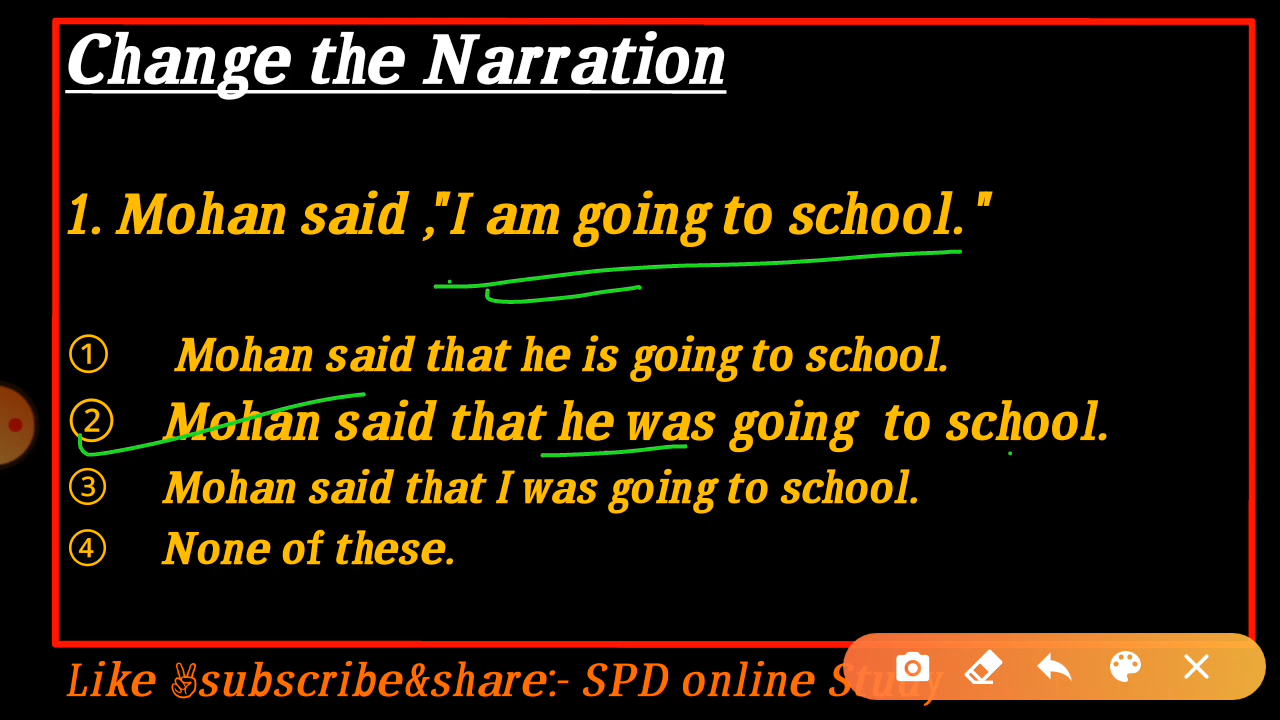 Change the Narration
1. Mohan said ,"I am going to school. "
① Mohan said that he is going to school.
② Mohan said that he was going to school.
③ Mohan said that I was going to school.
④ None of these.
Like ✌subscribe&share:- SPD online Study